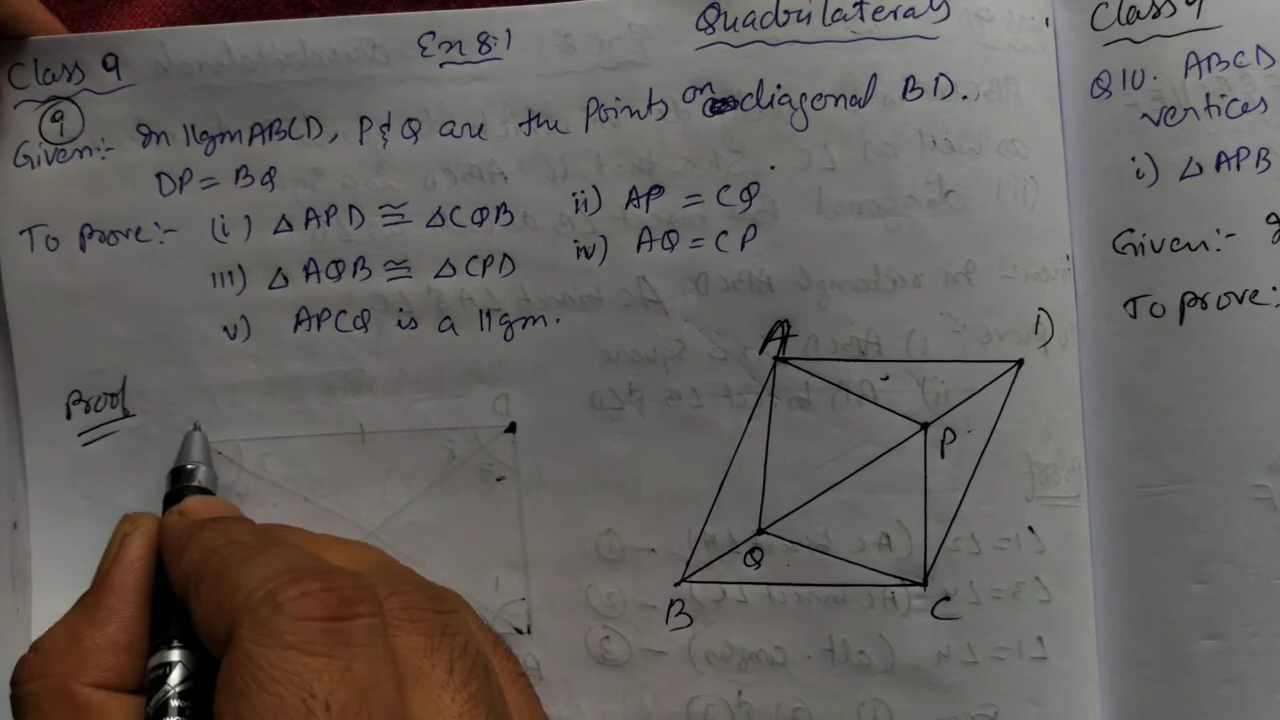 Class 9
Ex 8.1
Quadrilaterals
9
Given:- In ||gm ABCD, P & Q are the points on diagonal BD.
DP = BQ
To prove:- (i) △APD ≅ △CQB ii) AP = CQ
iii) △AQB ≅ △CPD iv) AQ = CP
v) APCQ is a ||gm.
Proof
A D
P
Q
B C
Class 9
Q10. ABCD
vertices
i) △APB
Given:-
To prove: